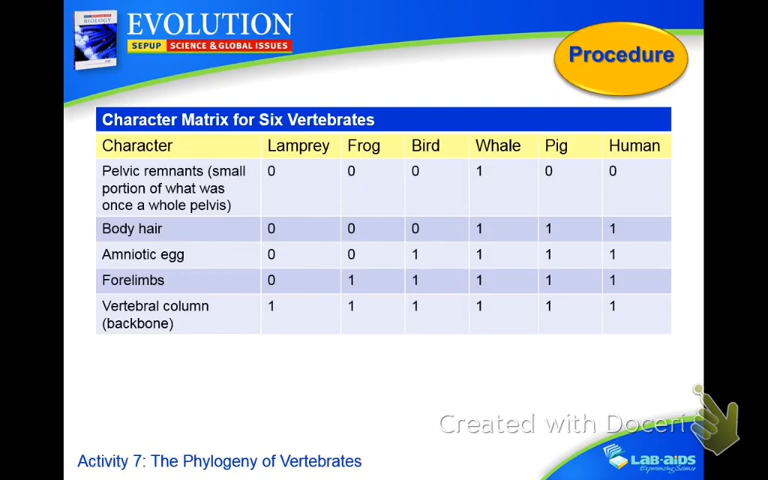 BIOLOGY
EVOLUTION
SEPUP SCIENCE & GLOBAL ISSUES
Procedure
Character Matrix for Six Vertebrates
Character Lamprey Frog Bird Whale Pig Human
Pelvic remnants (small 0 0 0 1 0 0
portion of what was
once a whole pelvis)
Body hair 0 0 0 1 1 1
Amniotic egg 0 0 1 1 1 1
Forelimbs 0 1 1 1 1 1
Vertebral column 1 1 1 1 1 1
(backbone)
Created with Doceri
Activity 7: The Phylogeny of Vertebrates
LAB-AIDS
Experiencing Science